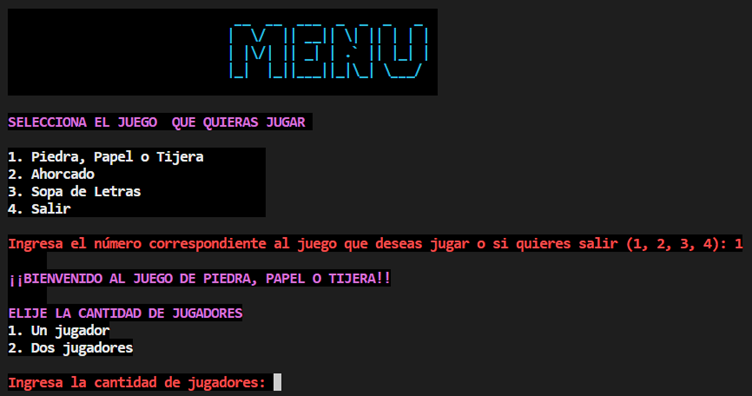 MENU
SELECCIONA EL JUEGO  QUE QUIERAS JUGAR
1. Piedra, Papel o Tijera
2. Ahorcado
3. Sopa de Letras
4. Salir
Ingresa el número correspondiente al juego que deseas jugar o si quieres salir (1, 2, 3, 4): 1
¡¡BIENVENIDO AL JUEGO DE PIEDRA, PAPEL O TIJERA!!
ELIJE LA CANTIDAD DE JUGADORES
1. Un jugador
2. Dos jugadores
Ingresa la cantidad de jugadores: